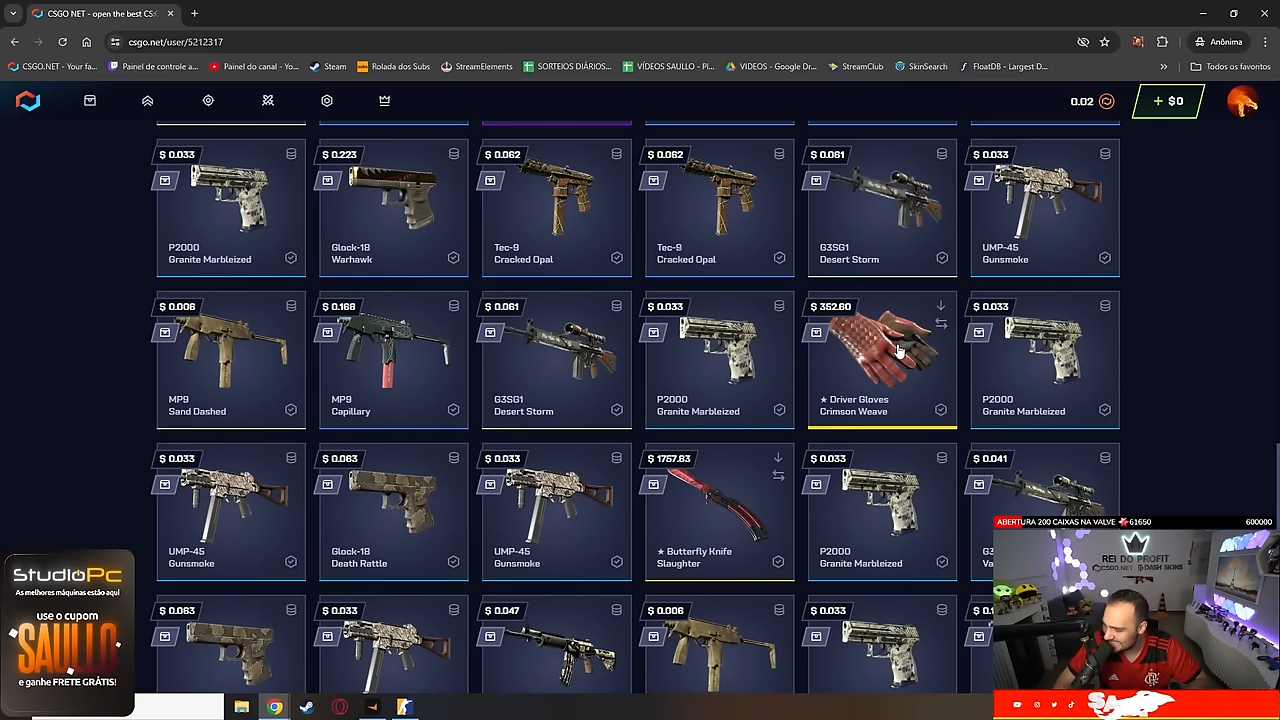 CSGO NET - open the best CS:
csgo.net/user/5212317
Anônima
CSGO.NET - Your fa...
Painel de controle a...
Painel do canal - Yo...
Steam
Rolada dos Subs
StreamElements
SORTEIOS DIÁRIOS...
VÍDEOS SAULLO - Pl...
VIDEOS - Google Dr...
StreamClub
SkinSearch
FloatDB - Largest D...
Todos os favoritos
0.02
+ $0
$ 0.033
P2000
Granite Marbleized
$ 0.223
Glock-18
Warhawk
$ 0.062
Tec-9
Cracked Opal
$ 0.062
Tec-9
Cracked Opal
$ 0.061
G3SG1
Desert Storm
$ 0.033
UMP-45
Gunsmoke
$ 0.006
MP9
Sand Dashed
$ 0.168
MP9
Capillary
$ 0.061
G3SG1
Desert Storm
$ 0.033
P2000
Granite Marbleized
$ 352.60
★ Driver Gloves
Crimson Weave
$ 0.033
P2000
Granite Marbleized
$ 0.033
UMP-45
Gunsmoke
$ 0.063
Glock-18
Death Rattle
$ 0.033
UMP-45
Gunsmoke
$ 1757.83
★ Butterfly Knife
Slaughter
$ 0.033
P2000
Granite Marbleized
$ 0.041
$ 0.063
$ 0.033
$ 0.047
$ 0.006
$ 0.033
STUDIOPC
As melhores máquinas estão aqui
use o cupom
SAULLO
e ganhe FRETE GRÁTIS!
ABERTURA 200 CAIXAS NA VALVE
61650
600000
REI DO PROFIT
CSGO.NET
DASH SKINS